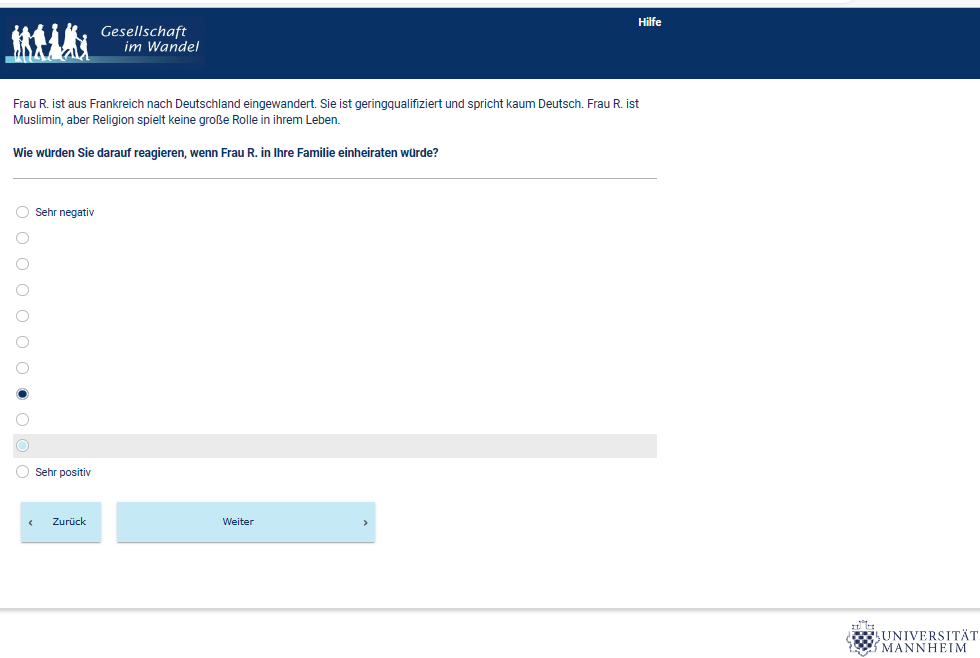 Gesellschaft
im Wandel
Hilfe
Frau R. ist aus Frankreich nach Deutschland eingewandert. Sie ist geringqualifiziert und spricht kaum Deutsch. Frau R. ist
Muslimin, aber Religion spielt keine große Rolle in ihrem Leben.
Wie würden Sie darauf reagieren, wenn Frau R. in Ihre Familie einheiraten würde?
Sehr negativ
Sehr positiv
‹ Zurück
Weiter ›
UNIVERSITÄT
MANNHEIM